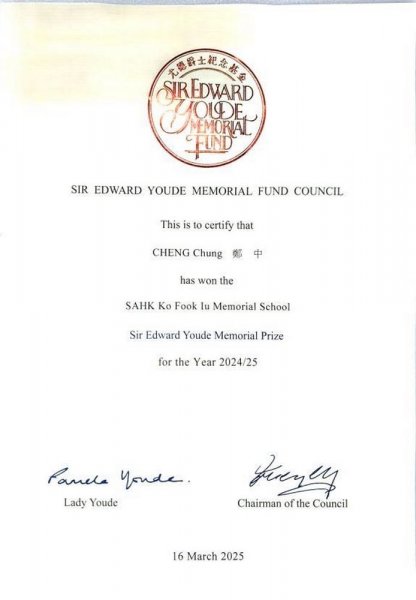 尤德爵士紀念基金
SIR EDWARD
YOUDE
MEMORIAL
FUND
SIR EDWARD YOUDE MEMORIAL FUND COUNCIL
This is to certify that
CHENG Chung 鄭 中
has won the
SAHK Ko Fook Iu Memorial School
Sir Edward Youde Memorial Prize
for the Year 2024/25
Pamela Youde.
Lady Youde
Chairman of the Council
16 March 2025